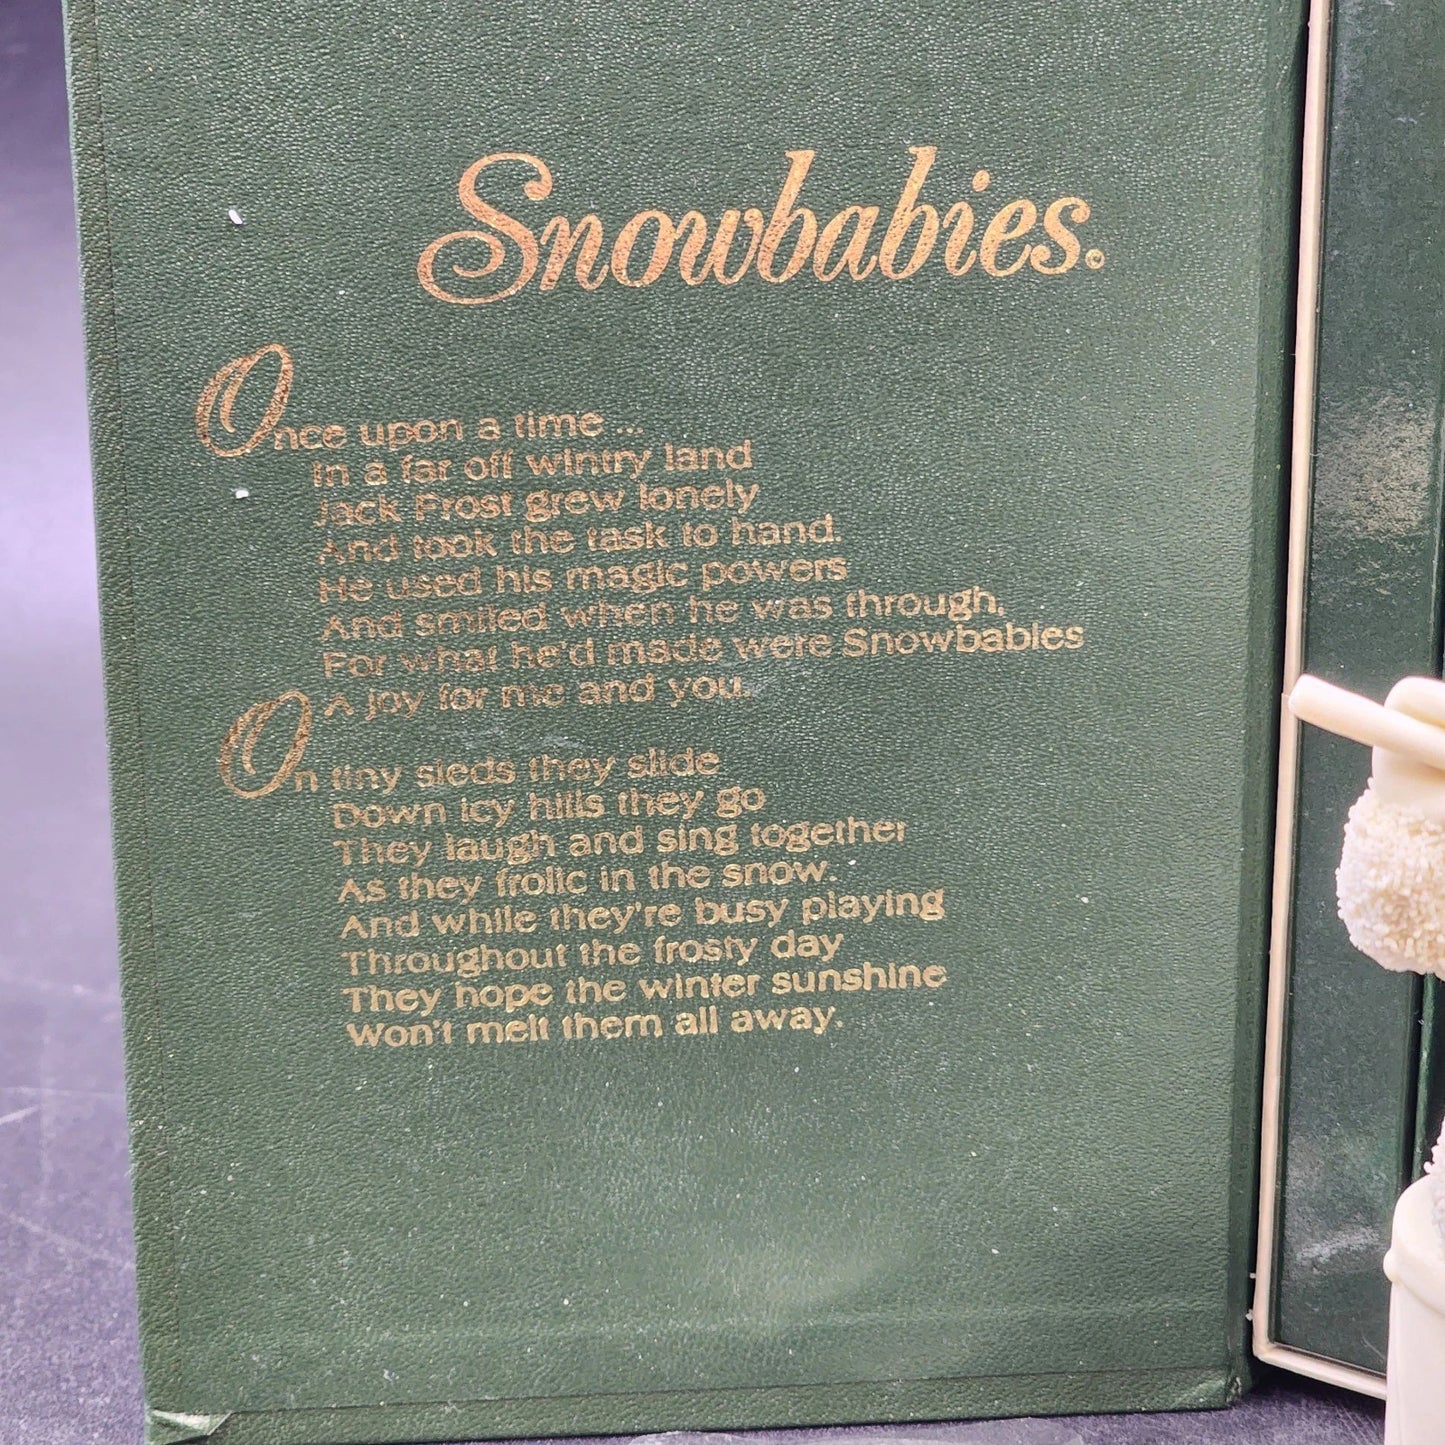 Snowbabies.
Once upon a time ...
In a far off wintry land
Jack Frost grew lonely
And took the task to hand.
He used his magic powers
And smiled when he was through,
For what he'd made were Snowbabies
A joy for me and you.
On tiny sleds they slide
Down icy hills they go
They laugh and sing together
As they frolic in the snow.
And while they're busy playing
Throughout the frosty day
They hope the winter sunshine
Won't melt them all away.